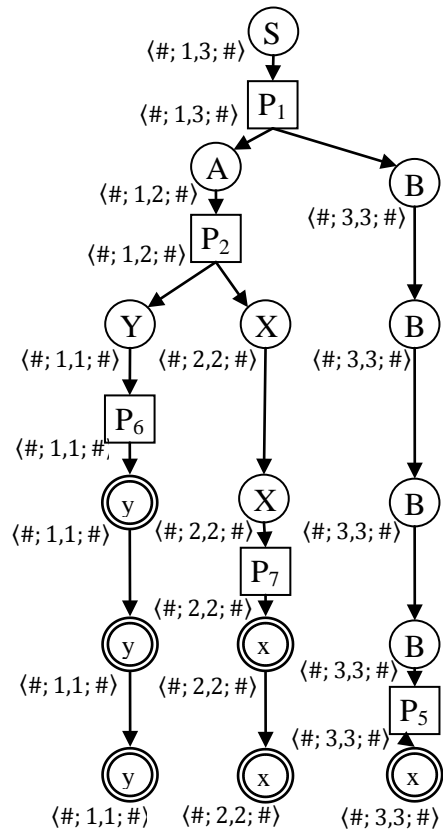 S
⟨#; 1,3; #⟩
P₁
⟨#; 1,3; #⟩
A B
⟨#; 1,2; #⟩ ⟨#; 3,3; #⟩
P₂
⟨#; 1,2; #⟩
Y X B
⟨#; 1,1; #⟩ ⟨#; 2,2; #⟩ ⟨#; 3,3; #⟩
P₆
⟨#; 1,1; #
y X B
⟨#; 1,1; #⟩ ⟨#; 2,2; #⟩ ⟨#; 3,3; #⟩
P₇
⟨#; 2,2; #⟩
y x B
⟨#; 1,1; #⟩ ⟨#; 2,2; #⟩ ⟨#; 3,3; #⟩
P₅
⟨#; 3,3; #⟩
y x x
⟨#; 1,1; #⟩ ⟨#; 2,2; #⟩ ⟨#; 3,3; #⟩